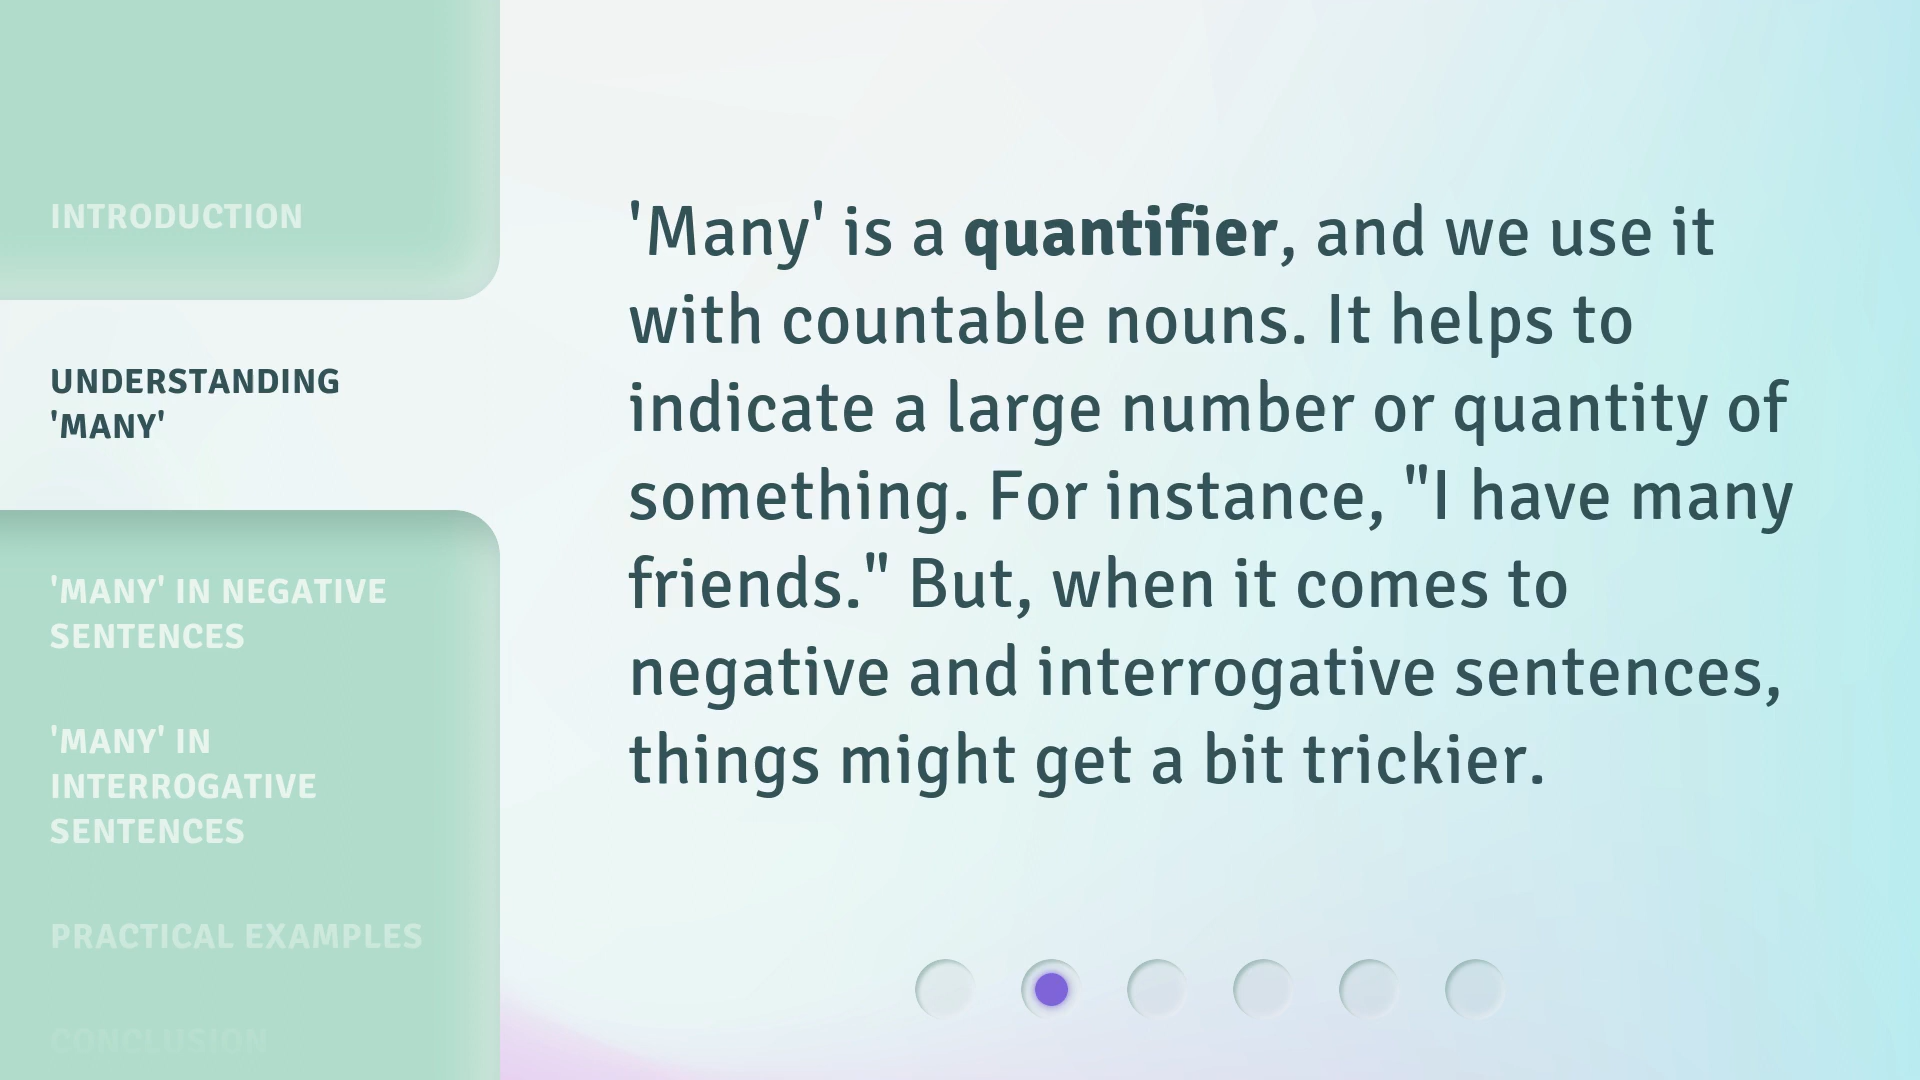 INTRODUCTION
UNDERSTANDING
'MANY'
'MANY' IN NEGATIVE
SENTENCES
'MANY' IN
INTERROGATIVE
SENTENCES
PRACTICAL EXAMPLES
CONCLUSION
'Many' is a quantifier, and we use it
with countable nouns. It helps to
indicate a large number or quantity of
something. For instance, "I have many
friends." But, when it comes to
negative and interrogative sentences,
things might get a bit trickier.